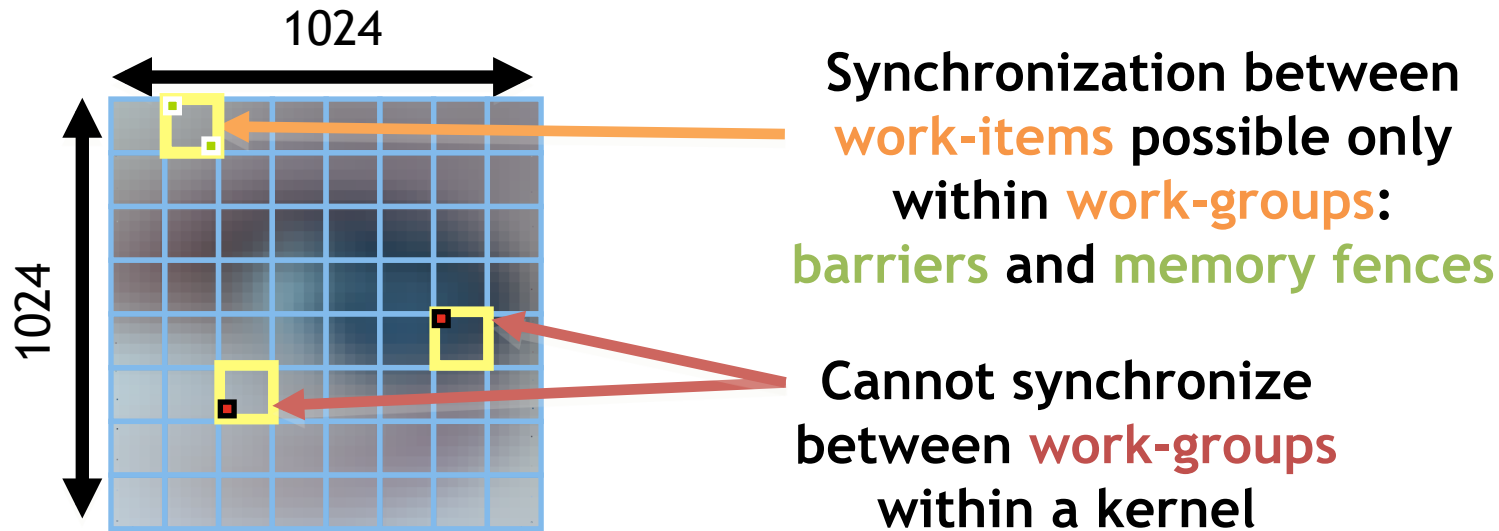 1024
1024
Synchronization between
work-items possible only
within work-groups:
barriers and memory fences
Cannot synchronize
between work-groups
within a kernel